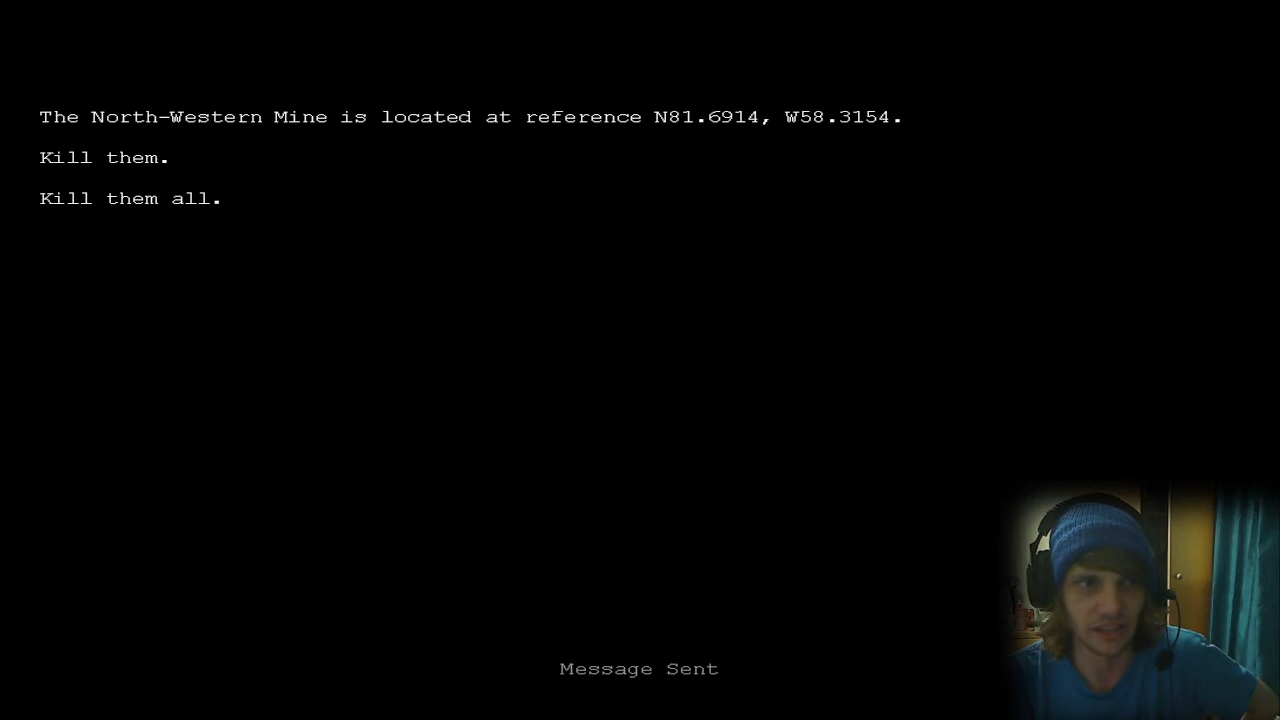 The North-Western Mine is located at reference N81.6914, W58.3154.
Kill them.
Kill them all.
Message Sent